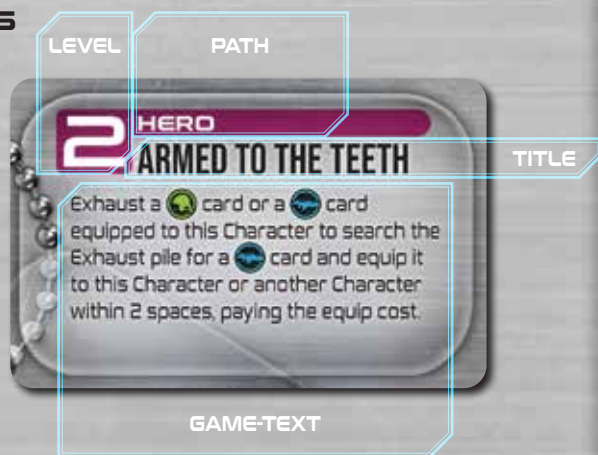 S
LEVEL PATH
2 HERO
ARMED TO THE TEETH
TITLE
Exhaust a card or a card
equipped to this Character to search the
Exhaust pile for a card and equip it
to this Character or another Character
within 2 spaces, paying the equip cost.
GAME-TEXT